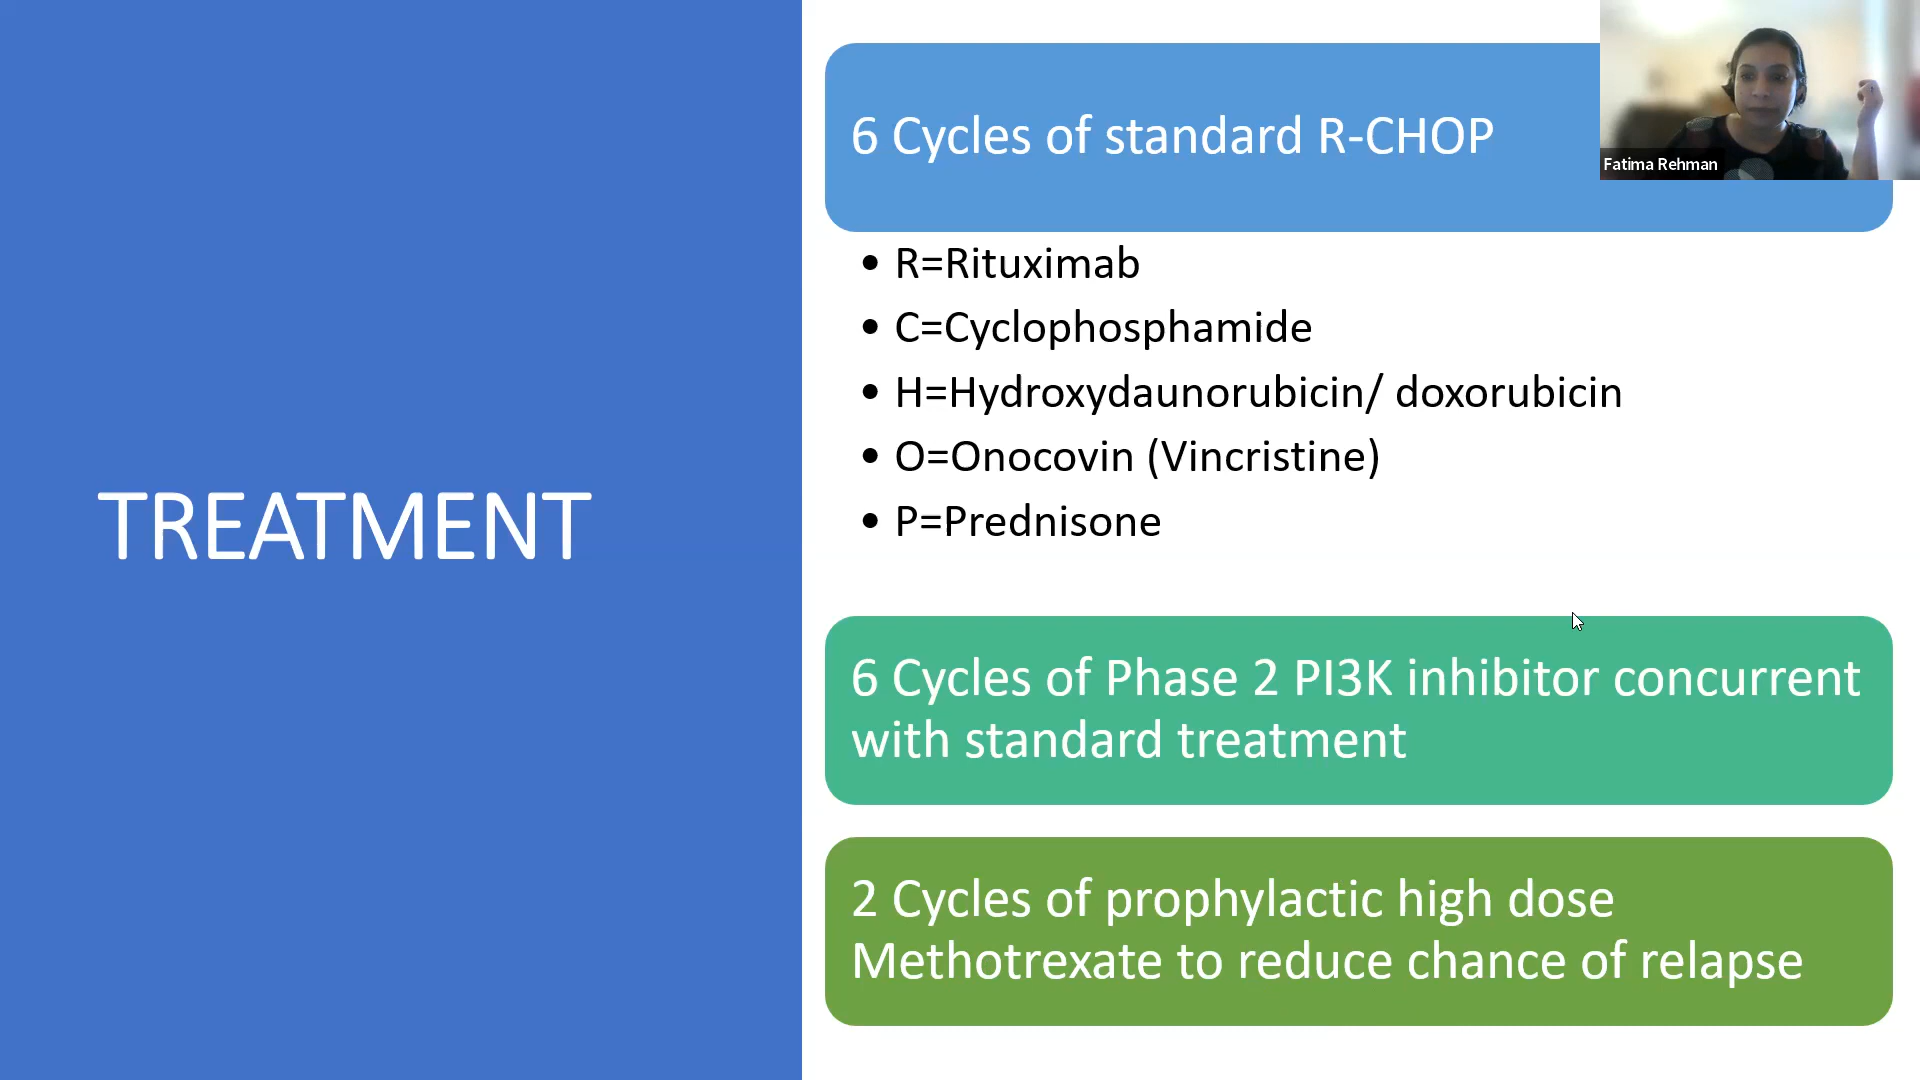 TREATMENT
6 Cycles of standard R-CHOP
Fatima Rehman
• R=Rituximab
• C=Cyclophosphamide
• H=Hydroxydaunorubicin/ doxorubicin
• O=Onocovin (Vincristine)
• P=Prednisone
6 Cycles of Phase 2 PI3K inhibitor concurrent
with standard treatment
2 Cycles of prophylactic high dose
Methotrexate to reduce chance of relapse